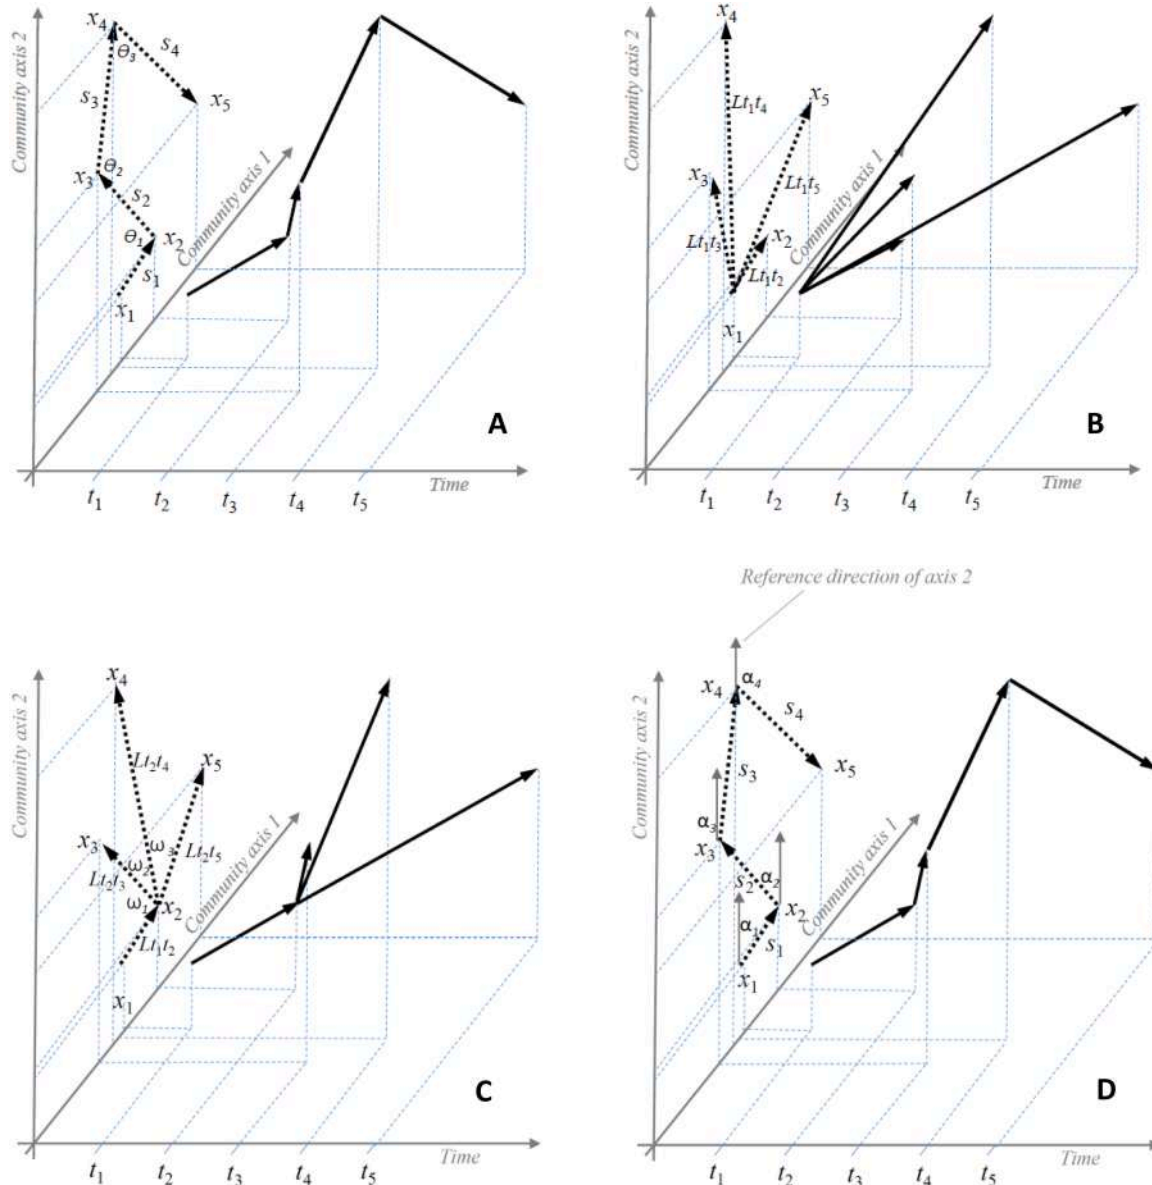 Community axis 2
x4
θ3
s4
s3
x5
x3
θ2
s2
θ1
x2
s1
x1
Community axis 1
A
Time
t1
t2
t3
t4
t5
Community axis 2
x4
Lt1t4
x5
x3
Lt1t5
Lt1t3
x2
Lt1t2
x1
Community axis 1
B
Time
t1
t2
t3
t4
t5
Community axis 2
x4
Lt2t4
x5
x3
ω3
ω2
Lt2t5
Lt2t3
ω1
x2
Lt1t2
x1
Community axis 1
C
Time
t1
t2
t3
t4
t5
Reference direction of axis 2
Community axis 2
x4
α4
s4
s3
x5
α3
x3
s2
α2
x2
α1
s1
x1
Community axis 1
D
Time
t1
t2
t3
t4
t5